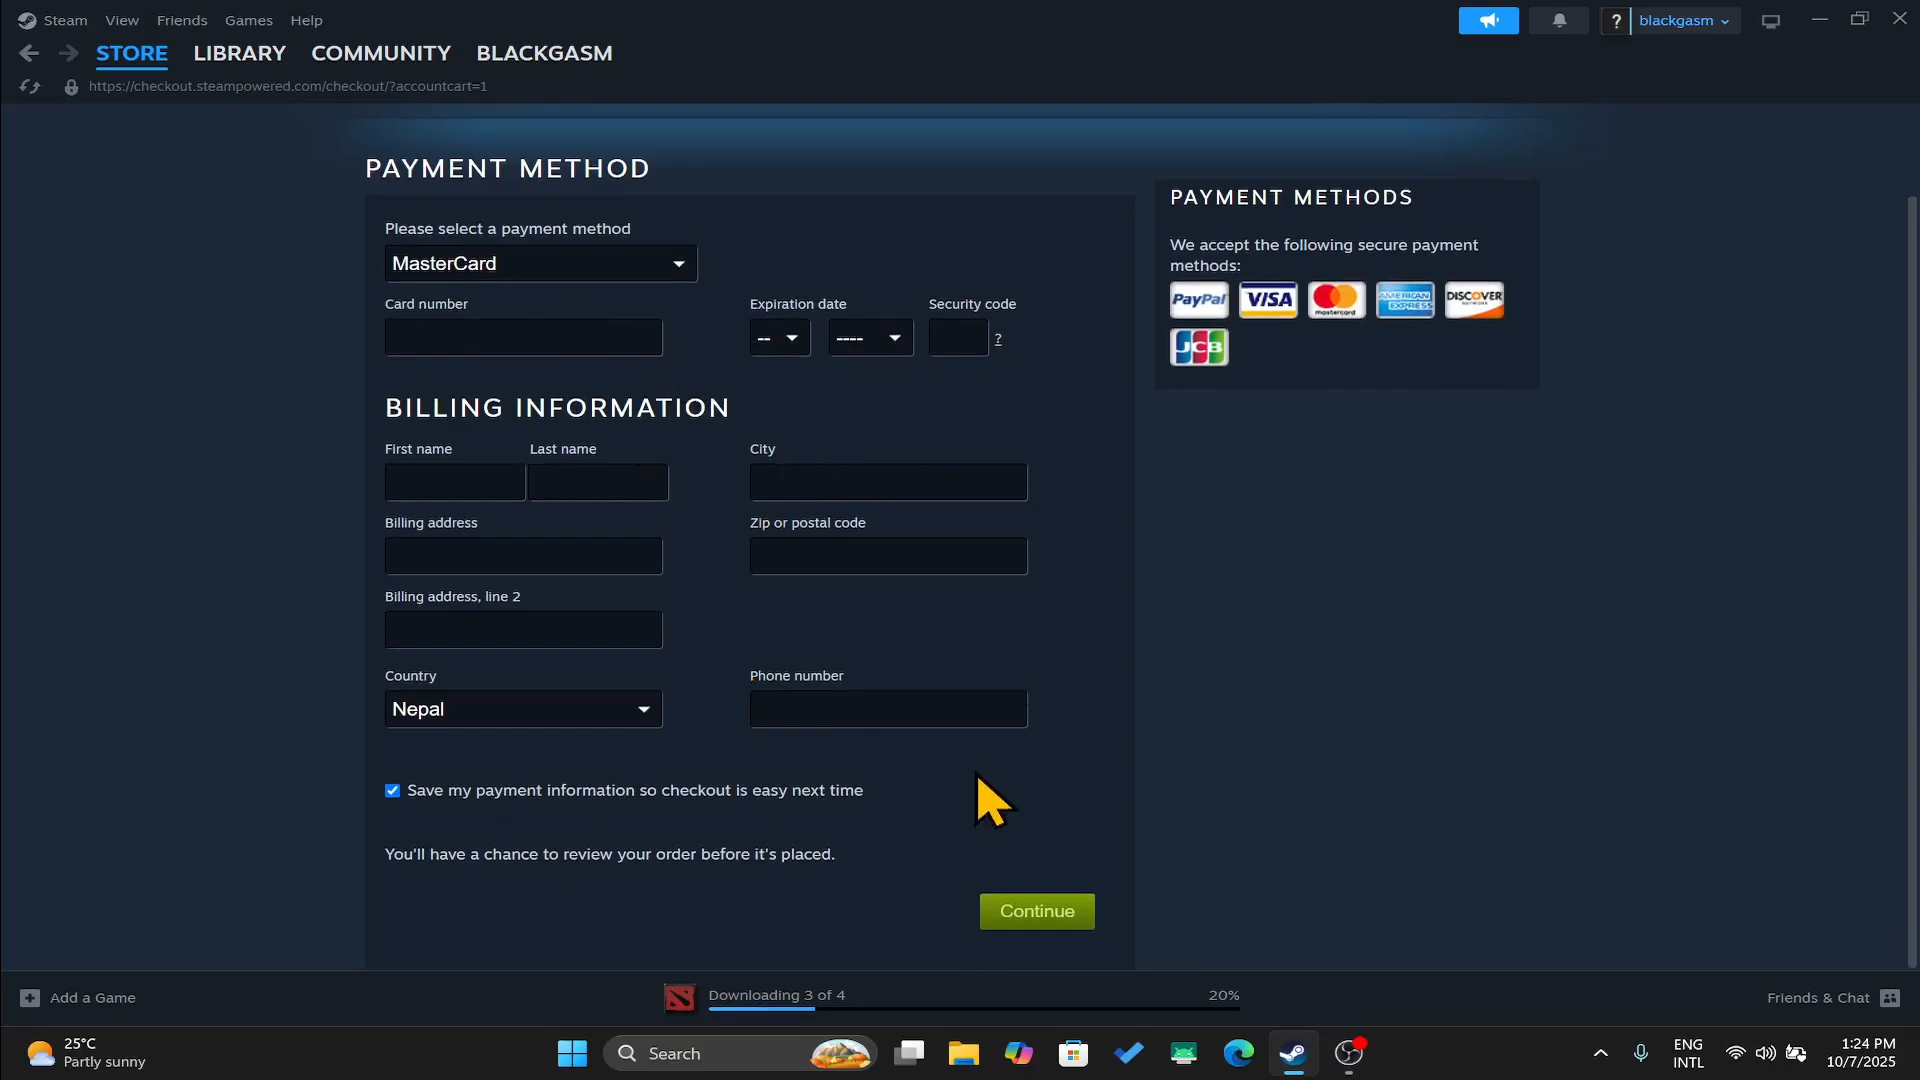 Steam View Friends Games Help
? blackgasm
STORE LIBRARY COMMUNITY BLACKGASM
https://checkout.steampowered.com/checkout/?accountcart=1
PAYMENT METHOD
Please select a payment method
MasterCard
Card number
Expiration date
Security code
--
----
?
BILLING INFORMATION
First name
Last name
City
Billing address
Zip or postal code
Billing address, line 2
Country
Phone number
Nepal
Save my payment information so checkout is easy next time
You'll have a chance to review your order before it's placed.
Continue
PAYMENT METHODS
We accept the following secure payment
methods:
PayPal VISA mastercard AMERICAN EXPRESS DISCOVER NETWORK
JCB
Add a Game
Downloading 3 of 4
20%
Friends & Chat
25°C
Partly sunny
Search
ENG
INTL
1:24 PM
10/7/2025